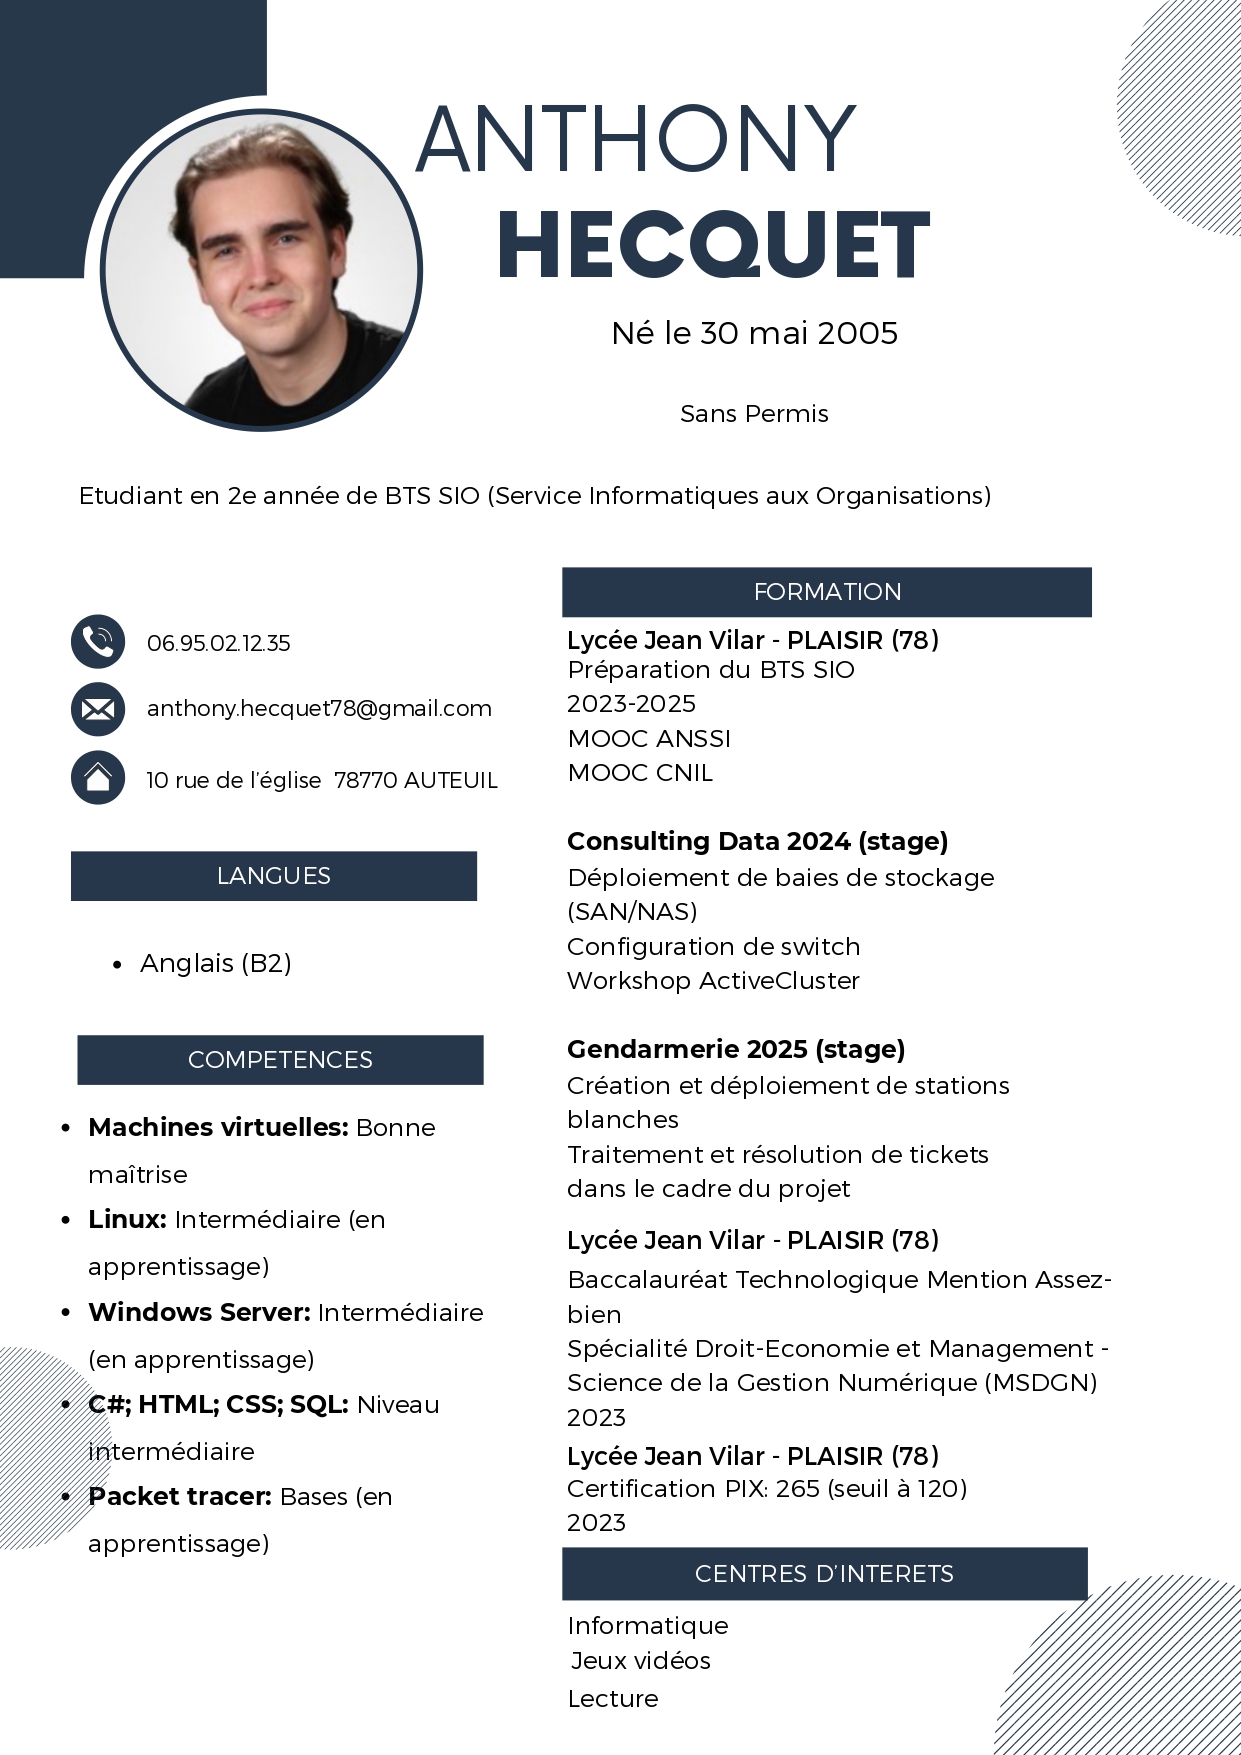 ANTHONY
HECQUET
Né le 30 mai 2005
Sans Permis
Etudiant en 2e année de BTS SIO (Service Informatiques aux Organisations)
06.95.02.12.35
anthony.hecquet78@gmail.com
10 rue de l’église  78770 AUTEUIL
LANGUES
• Anglais (B2)
COMPETENCES
• Machines virtuelles: Bonne
maîtrise
• Linux: Intermédiaire (en
apprentissage)
• Windows Server: Intermédiaire
(en apprentissage)
• C#; HTML; CSS; SQL: Niveau
intermédiaire
• Packet tracer: Bases (en
apprentissage)
FORMATION
Lycée Jean Vilar - PLAISIR (78)
Préparation du BTS SIO
2023-2025
MOOC ANSSI
MOOC CNIL
Consulting Data 2024 (stage)
Déploiement de baies de stockage
(SAN/NAS)
Configuration de switch
Workshop ActiveCluster
Gendarmerie 2025 (stage)
Création et déploiement de stations
blanches
Traitement et résolution de tickets
dans le cadre du projet
Lycée Jean Vilar - PLAISIR (78)
Baccalauréat Technologique Mention Assez-
bien
Spécialité Droit-Economie et Management -
Science de la Gestion Numérique (MSDGN)
2023
Lycée Jean Vilar - PLAISIR (78)
Certification PIX: 265 (seuil à 120)
2023
CENTRES D’INTERETS
Informatique
Jeux vidéos
Lecture